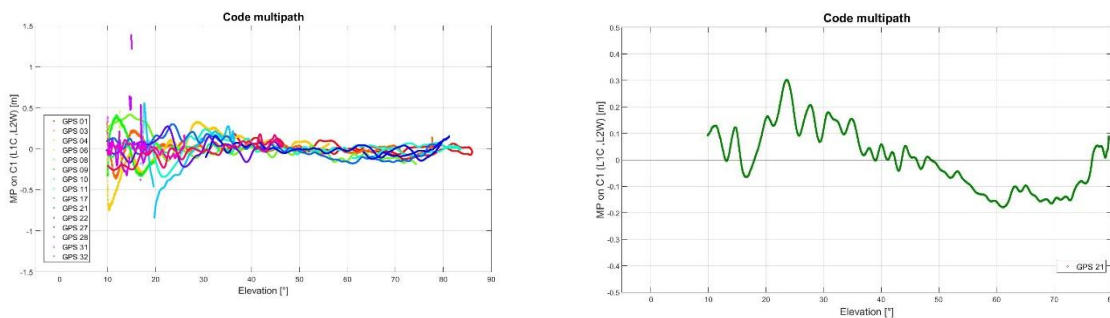 Code multipath
MP on C1 (L1C, L2W) [m]
1.5
1
0.5
0
-0.5
-1
-1.5
GPS 01
GPS 03
GPS 04
GPS 06
GPS 08
GPS 09
GPS 10
GPS 11
GPS 17
GPS 21
GPS 22
GPS 27
GPS 28
GPS 31
GPS 32
0 10 20 30 40 50 60 70 80 90
Elevation [°]
Code multipath
MP on C1 (L1C, L2W) [m]
0.5
0.4
0.3
0.2
0.1
0
-0.1
-0.2
-0.3
-0.4
-0.5
GPS 21
0 10 20 30 40 50 60 70 80
Elevation [°]